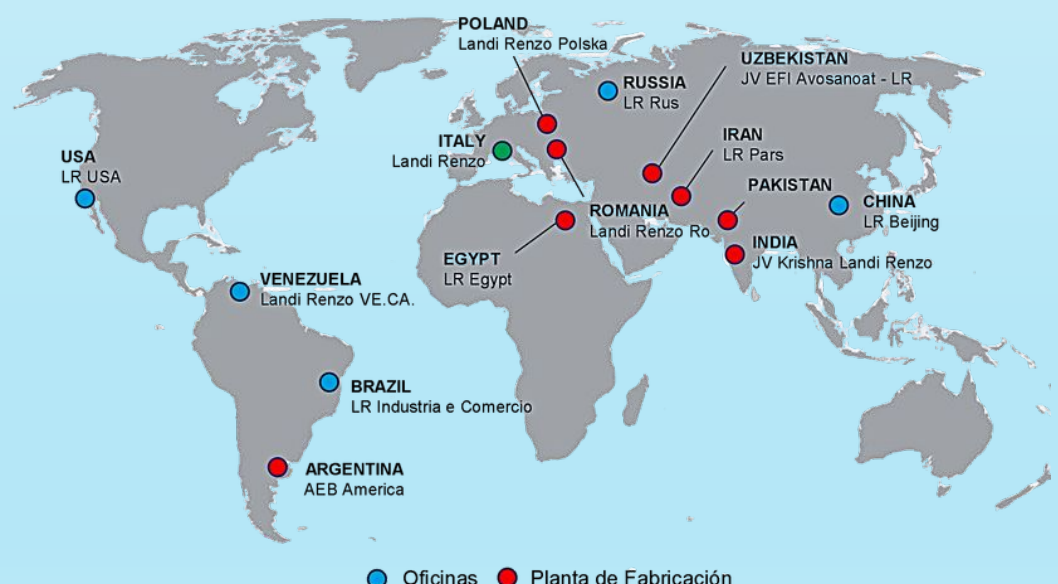 POLAND
Landi Renzo Polska
UZBEKISTAN
JV EFI Avosanoat - LR
RUSSIA
LR Rus
ITALY
Landi Renzo
IRAN
LR Pars
USA
LR USA
PAKISTAN
CHINA
LR Beijing
ROMANIA
Landi Renzo Ro
INDIA
JV Krishna Landi Renzo
EGYPT
LR Egypt
VENEZUELA
Landi Renzo VE.CA.
BRAZIL
LR Industria e Comercio
ARGENTINA
AEB America
Oficinas Planta de Fabricación